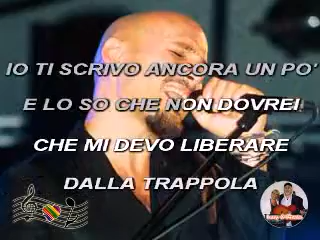 IO TI SCRIVO ANCORA UN PO'
E LO SO CHE NON DOVREI
CHE MI DEVO LIBERARE
DALLA TRAPPOLA